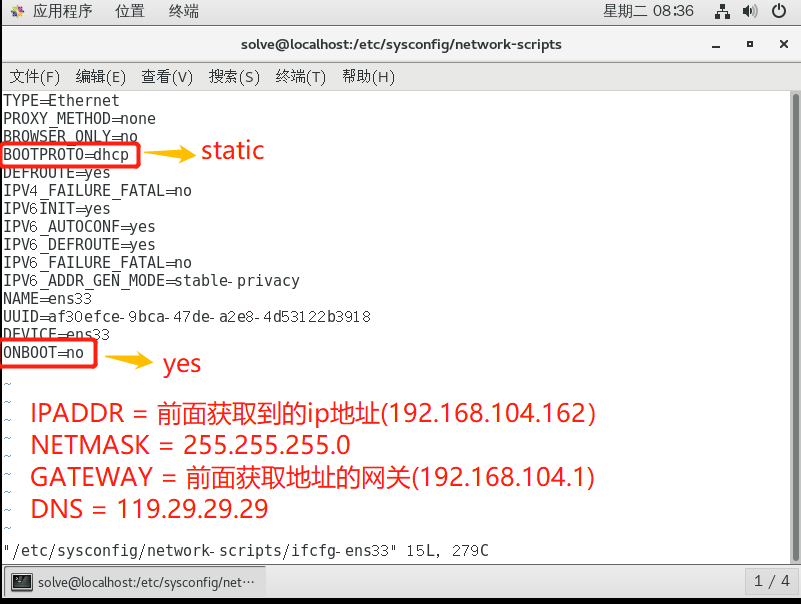 应用程序 位置 终端 星期二 08:36
solve@localhost:/etc/sysconfig/network-scripts
文件(F) 编辑(E) 查看(V) 搜索(S) 终端(T) 帮助(H)
TYPE=Ethernet
PROXY_METHOD=none
BROWSER_ONLY=no
BOOTPROTO=dhcp static
DEFROUTE=yes
IPV4_FAILURE_FATAL=no
IPV6INIT=yes
IPV6_AUTOCONF=yes
IPV6_DEFROUTE=yes
IPV6_FAILURE_FATAL=no
IPV6_ADDR_GEN_MODE=stable-privacy
NAME=ens33
UUID=af30efce-9bca-47de-a2e8-4d53122b3918
DEVICE=ens33
ONBOOT=no yes
~
~
IPADDR = 前面获取到的ip地址(192.168.104.162)
~
~
NETMASK = 255.255.255.0
~
GATEWAY = 前面获取地址的网关(192.168.104.1)
~
~
DNS = 119.29.29.29
~
"/etc/sysconfig/network-scripts/ifcfg-ens33" 15L, 279C
solve@localhost:/etc/sysconfig/net··· 1 / 4